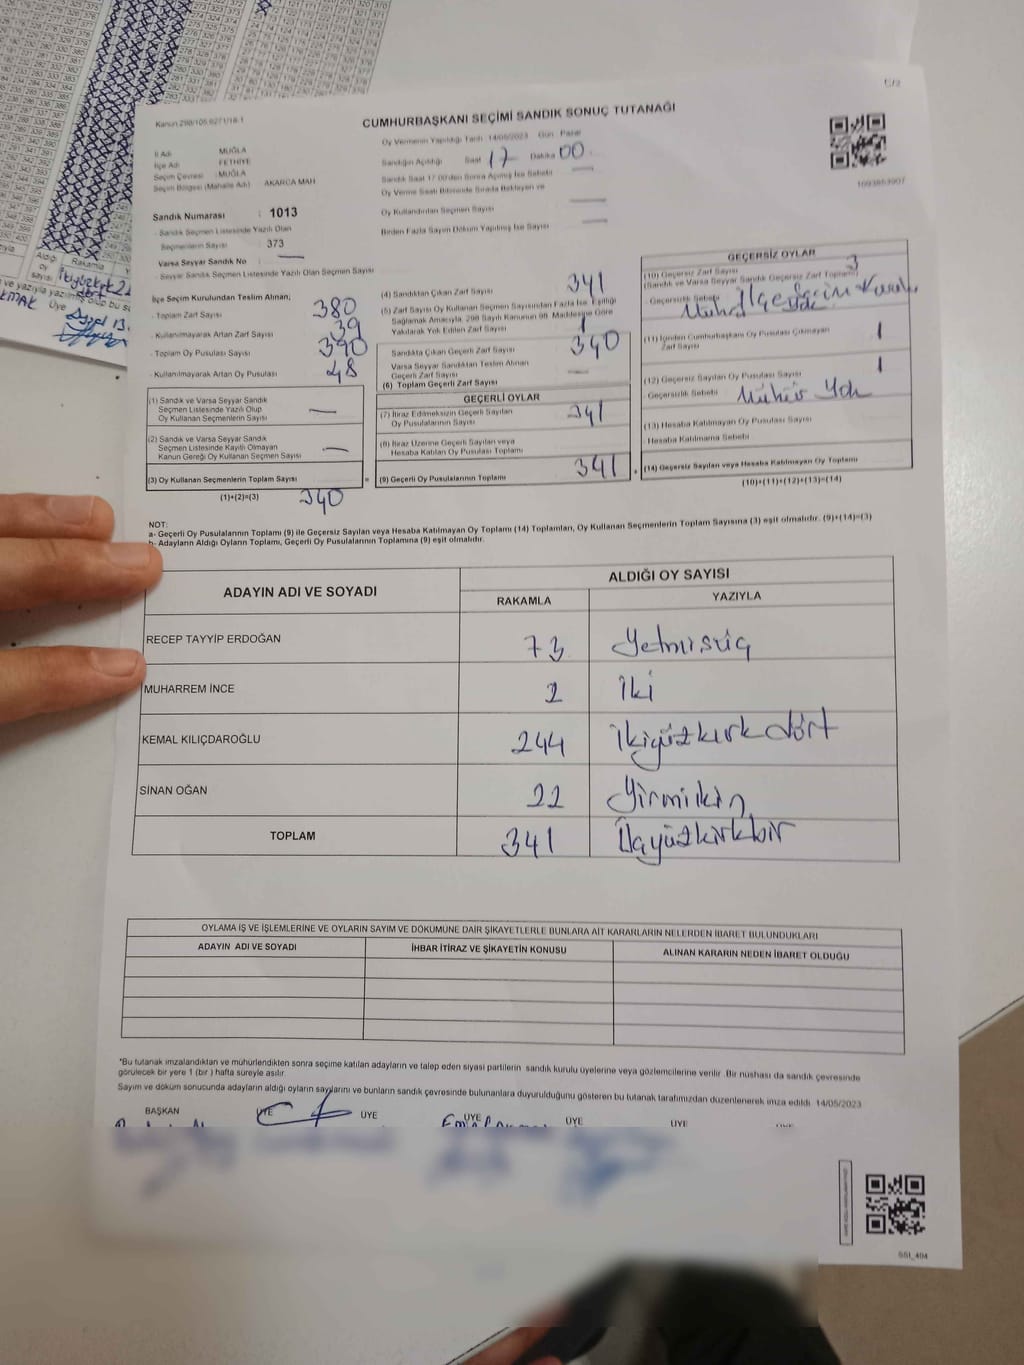 CUMHURBAŞKANI SEÇİMİ SANDIK SONUÇ TUTANAĞI
İl Adı MUĞLA
İlçe Adı FETHİYE
Seçim Çevresi : MUĞLA
Seçim Bölgesi (Mahalle Adı) AKARCA MAH
Sandık Numarası : 1013
Sandık Seçmen Listesinde Yazılı Olan
Seçmenlerin Sayısı : 373
Varsa Seyyar Sandık No :
Seyyar Sandık Seçmen Listesinde Yazılı Olan Seçmen Sayısı
Oy Vermenin Yapıldığı Tarih 14/05/2023 Gün Pazar
Sandığın Açıldığı Saat 17 Dakika 00
Sandık Saat 17:00'den Sonra Açılmış İse Sebebi
Oy Verme Saati Bitiminde Sırada Bekleyen ve
Oy Kullandırılan Seçmen Sayısı
Birden Fazla Sayım Döküm Yapılmış İse Sayısı
1693853907
İlçe Seçim Kurulundan Teslim Alınan;
Toplam Zarf Sayısı 380
Kullanılmayarak Artan Zarf Sayısı 39
Toplam Oy Pusulası Sayısı 390
Kullanılmayarak Artan Oy Pusulası 48
(1) Sandık ve Varsa Seyyar Sandık
Seçmen Listesinde Yazılı Olup
Oy Kullanan Seçmenlerin Sayısı
(2) Sandık ve Varsa Seyyar Sandık
Seçmen Listesinde Kayıtlı Olmayan
Kanun Gereği Oy Kullanan Seçmen Sayısı
(3) Oy Kullanan Seçmenlerin Toplam Sayısı =
(1)+(2)=(3) 340
(4) Sandıktan Çıkan Zarf Sayısı 341
(5) Zarf Sayısı Oy Kullanan Seçmen Sayısından Fazla İse, Eşitliği
Sağlamak Amacıyla, 298 Sayılı Kanunun 98. Maddesine Göre
Yakılarak Yok Edilen Zarf Sayısı 1
Sandıkta Çıkan Geçerli Zarf Sayısı 340
Varsa Seyyar Sandıktan Teslim Alınan
Geçerli Zarf Sayısı
(6) Toplam Geçerli Zarf Sayısı
GEÇERLİ OYLAR
(7) İtiraz Edilmeksizin Geçerli Sayılan
Oy Pusulalarının Sayısı 341
(8) İtiraz Üzerine Geçerli Sayılan veya
Hesaba Katılan Oy Pusulası Toplamı
(9) Geçerli Oy Pusulalarının Toplamı 341 +
GEÇERSİZ OYLAR
(10) Geçersiz Zarf Sayısı 3
(Sandık ve Varsa Seyyar Sandık Geçersiz Zarf Toplamı)
Geçersizlik Sebebi İlçe Seçim Kurulu
(11) İçinden Cumhurbaşkanı Oy Pusulası Çıkmayan
Zarf Sayısı 1
(12) Geçersiz Sayılan Oy Pusulası Sayısı 1
Geçersizlik Sebebi Mühür Yok
(13) Hesaba Katılmayan Oy Pusulası Sayısı
Hesaba Katılmama Sebebi
(14) Geçersiz Sayılan veya Hesaba Katılmayan Oy Toplamı
(10)+(11)+(12)+(13)=(14)
NOT:
a- Geçerli Oy Pusulalarının Toplamı (9) ile Geçersiz Sayılan veya Hesaba Katılmayan Oy Toplamı (14) Toplamları, Oy Kullanan Seçmenlerin Toplam Sayısına (3) eşit olmalıdır. (9)+(14)=(3)
b- Adayların Aldığı Oyların Toplamı, Geçerli Oy Pusulalarının Toplamına (9) eşit olmalıdır.
ADAYIN ADI VE SOYADI ALDIĞI OY SAYISI
RAKAMLA YAZIYLA
RECEP TAYYİP ERDOĞAN 73 Yetmişüç
MUHARREM İNCE 2 İki
KEMAL KILIÇDAROĞLU 244 İkiyüzkırk dört
SİNAN OĞAN 22
TOPLAM 341 Üçyüzkırkbir
OYLAMA İŞ VE İŞLEMLERİNE VE OYLARIN SAYIM VE DÖKÜMÜNE DAİR ŞİKAYETLERLE BUNLARA AİT KARARLARIN NELERDEN İBARET BULUNDUKLARI
ADAYIN ADI VE SOYADI İHBAR İTİRAZ VE ŞİKAYETİN KONUSU ALINAN KARARIN NEDEN İBARET OLDUĞU
*Bu tutanak imzalandıktan ve mühürlendikten sonra seçime katılan adayların ve talep eden siyasi partilerin sandık kurulu üyelerine veya gözlemcilerine verilir. Bir nüshası da sandık çevresinde
görülecek bir yere 1 (bir) hafta süreyle asılır.
Sayım ve döküm sonucunda adayların aldığı oyların sayılarını ve bunların sandık çevresinde bulunanlara duyurulduğunu gösteren bu tutanak tarafımızdan düzenlenerek imza edildi. 14/05/2023
BAŞKAN ÜYE ÜYE ÜYE ÜYE ÜYE
SSI_404